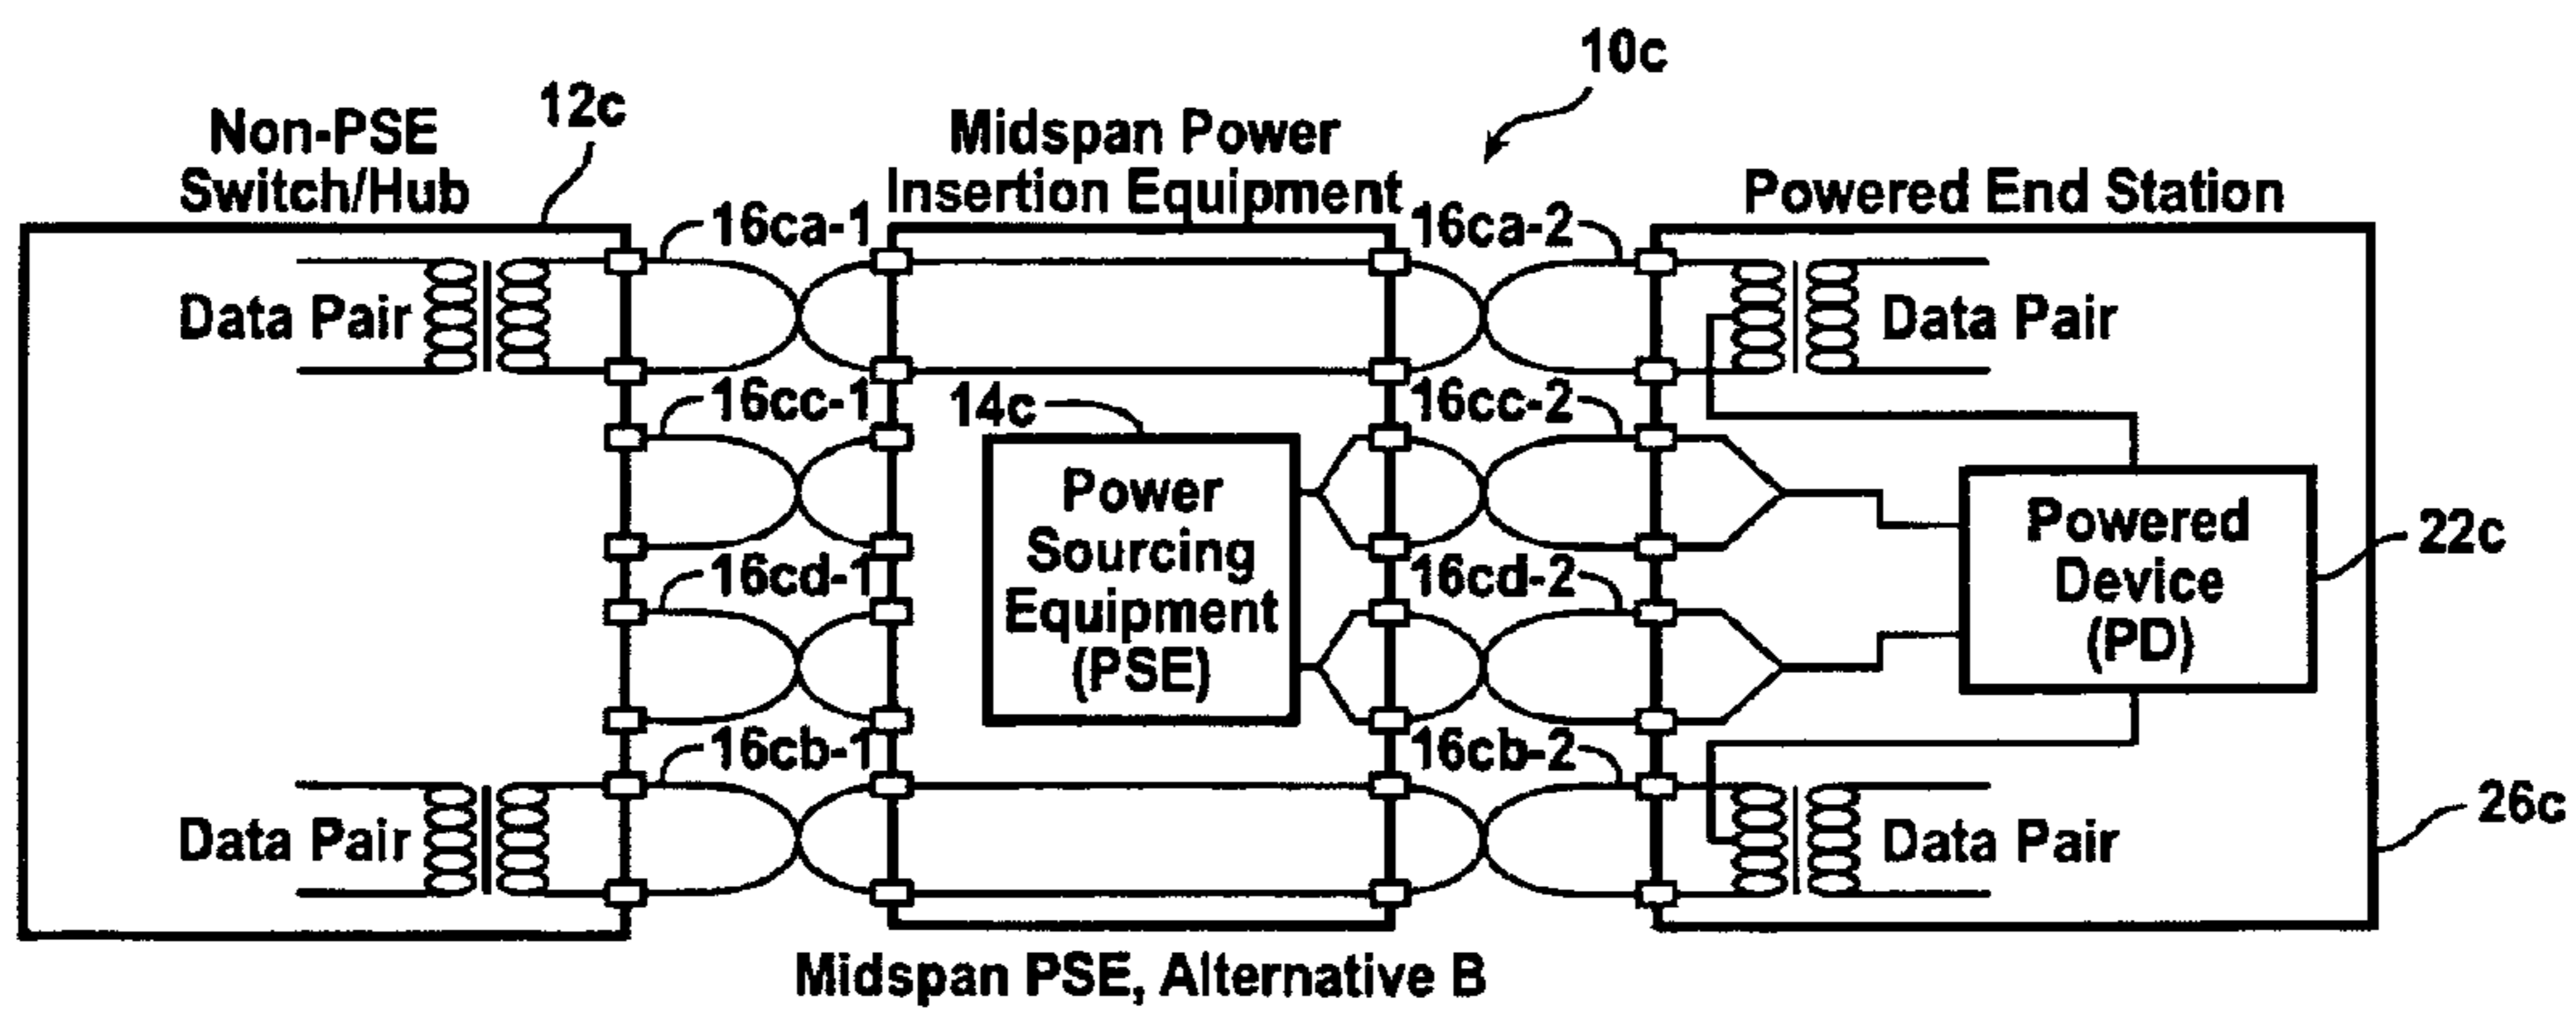 10c
12c
Non-PSE
Switch/Hub
Midspan Power
Insertion Equipment
Powered End Station
16ca-1
16ca-2
Data Pair
Data Pair
16cc-1
14c
16cc-2
Power
Sourcing
Equipment
(PSE)
Powered
Device
(PD)
22c
16cd-1
16cd-2
16cb-1
16cb-2
26c
Data Pair
Data Pair
Midspan PSE, Alternative B